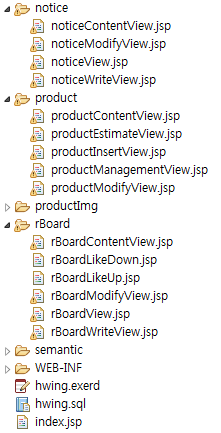 notice
noticeContentView.jsp
noticeModifyView.jsp
noticeView.jsp
noticeWriteView.jsp
product
productContentView.jsp
productEstimateView.jsp
productInsertView.jsp
productManagementView.jsp
productModifyView.jsp
productImg
rBoard
rBoardContentView.jsp
rBoardLikeDown.jsp
rBoardLikeUp.jsp
rBoardModifyView.jsp
rBoardView.jsp
rBoardWriteView.jsp
semantic
WEB-INF
hwing.exerd
hwing.sql
index.jsp